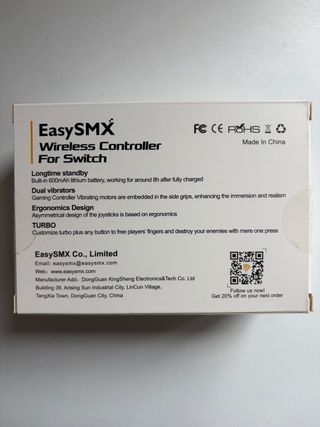 EasySMX
Wireless Controller
For Switch
FC CE RoHS
Made In China
Longtime standby
Built-in 600mAh lithium battery, working for around 8h after fully charged
Dual vibrators
Gaming Controller Vibrating motors are embedded in the side grips, enhancing the immersion and realism
Ergonomics Design
Asymmetrical design of the joysticks is based on ergonomics
TURBO
Customize turbo plus any button to free players' fingers and destroy your enemies with mere one press
EasySMX Co., Limited
Email: easysmx@easysmx.com
Web: www.easysmx.com
Manufacturer Add: DongGuan KingSheng Electronics&Tech Co. Ltd
Building 39, Arising Sun Industrial City, LinCun Village,
TangXia Town, DongGuan City, China
Follow us now!
Get 20% off on your next order